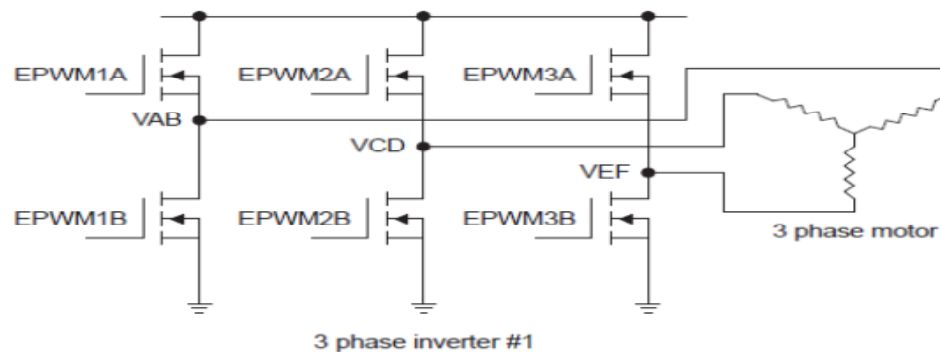 EPWM1A EPWM2A EPWM3A
VAB
VCD
VEF
EPWM1B EPWM2B EPWM3B
3 phase motor
3 phase inverter #1